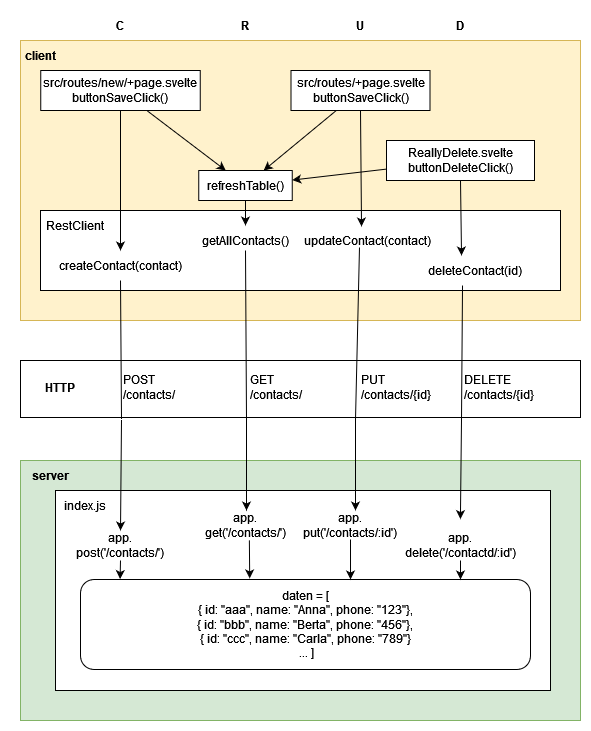 C R U D
client
src/routes/new/+page.svelte
buttonSaveClick()
src/routes/+page.svelte
buttonSaveClick()
ReallyDelete.svelte
buttonDeleteClick()
refreshTable()
RestClient
getAllContacts()
updateContact(contact)
createContact(contact)
deleteContact(id)
HTTP
POST
/contacts/
GET
/contacts/
PUT
/contacts/{id}
DELETE
/contacts/{id}
server
index.js
app.
post('/contacts/')
app.
get('/contacts/')
app.
put('/contacts/:id')
app.
delete('/contactd/:id')
daten = [
{ id: "aaa", name: "Anna", phone: "123"},
{ id: "bbb", name: "Berta", phone: "456"},
{ id: "ccc", name: "Carla", phone: "789"}
... ]